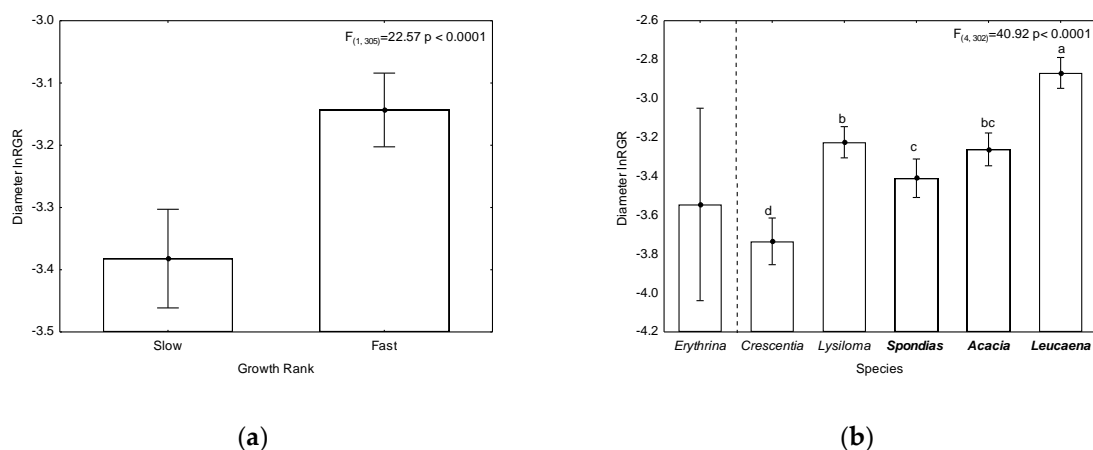 F(1, 305)=22.57 p < 0.0001
-3.0
-3.1
-3.2
-3.3
-3.4
-3.5
Diameter lnRGR
Slow Fast
Growth Rank
(a)
F(4, 302)=40.92 p < 0.0001
-2.6
-2.8
-3.0
-3.2
-3.4
-3.6
-3.8
-4.0
-4.2
Diameter lnRGR
a
b
bc
c
d
Erythrina Crescentia Lysiloma Spondias Acacia Leucaena
Species
(b)